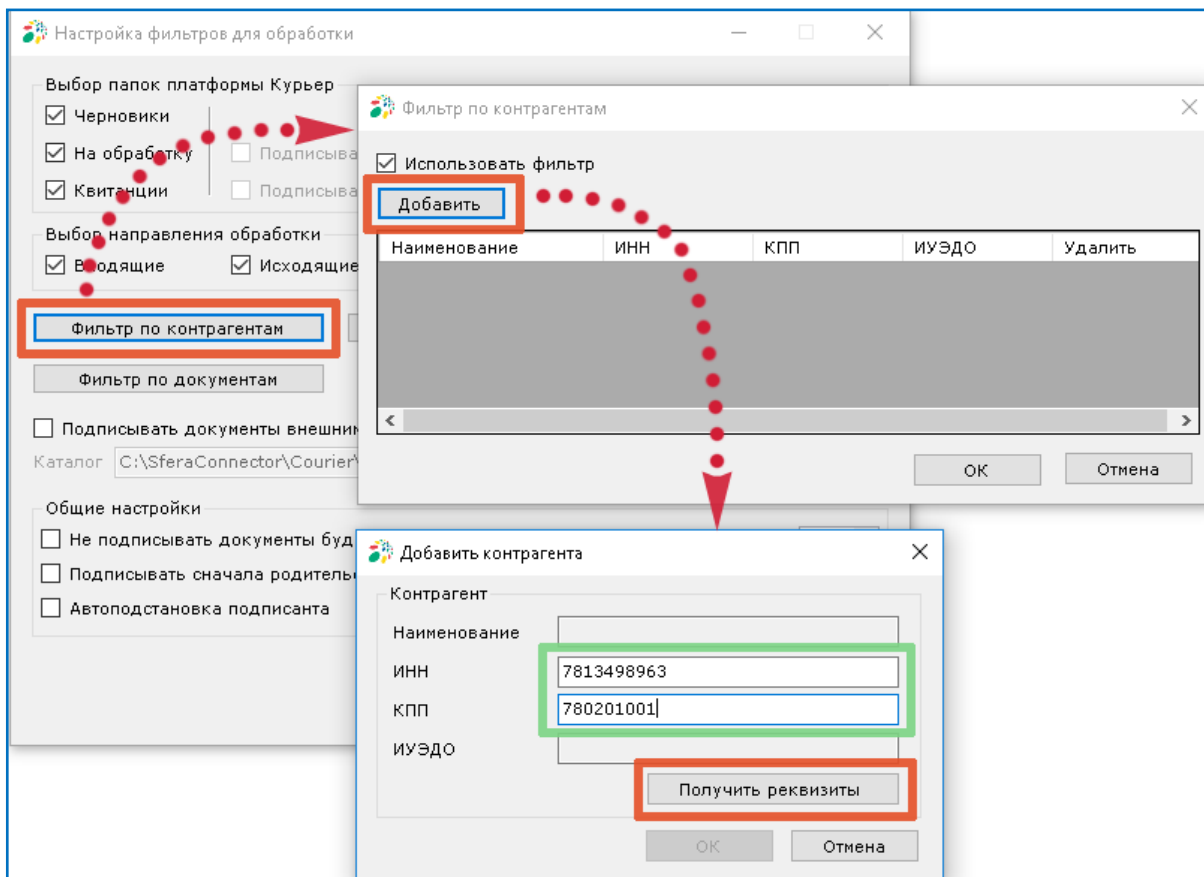 Настройка фильтров для обработки
Выбор папок платформы Курьер
Черновики
На обработку
Подписыва
Квитанции
Подписыва
Выбор направления обработки
Входящие
Исходящие
Фильтр по контрагентам
Фильтр по документам
Подписывать документы внешним
Каталог C:\SferaConnector\Courier\
Общие настройки
Не подписывать документы буд
Подписывать сначала родительс
Автоподстановка подписанта
Фильтр по контрагентам
Использовать фильтр
Добавить
Наименование ИНН КПП ИУЭДО Удалить
ОК Отмена
Добавить контрагента
Контрагент
Наименование
ИНН 7813498963
КПП 780201001
ИУЭДО
Получить реквизиты
ОК Отмена